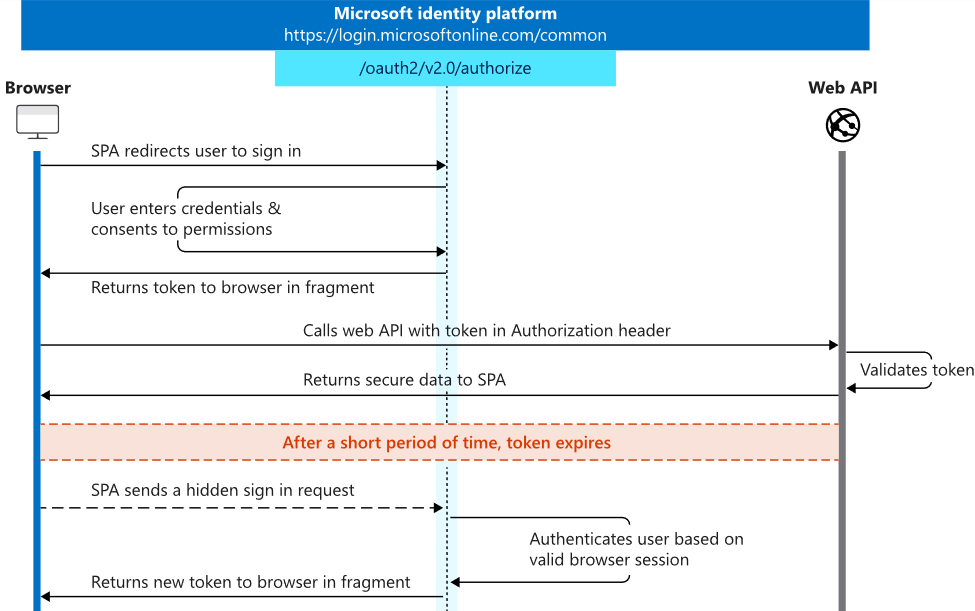 Microsoft identity platform
https://login.microsoftonline.com/common
/oauth2/v2.0/authorize
Browser
Web API
SPA redirects user to sign in
User enters credentials &
consents to permissions
Returns token to browser in fragment
Calls web API with token in Authorization header
Validates token
Returns secure data to SPA
After a short period of time, token expires
SPA sends a hidden sign in request
Authenticates user based on
valid browser session
Returns new token to browser in fragment